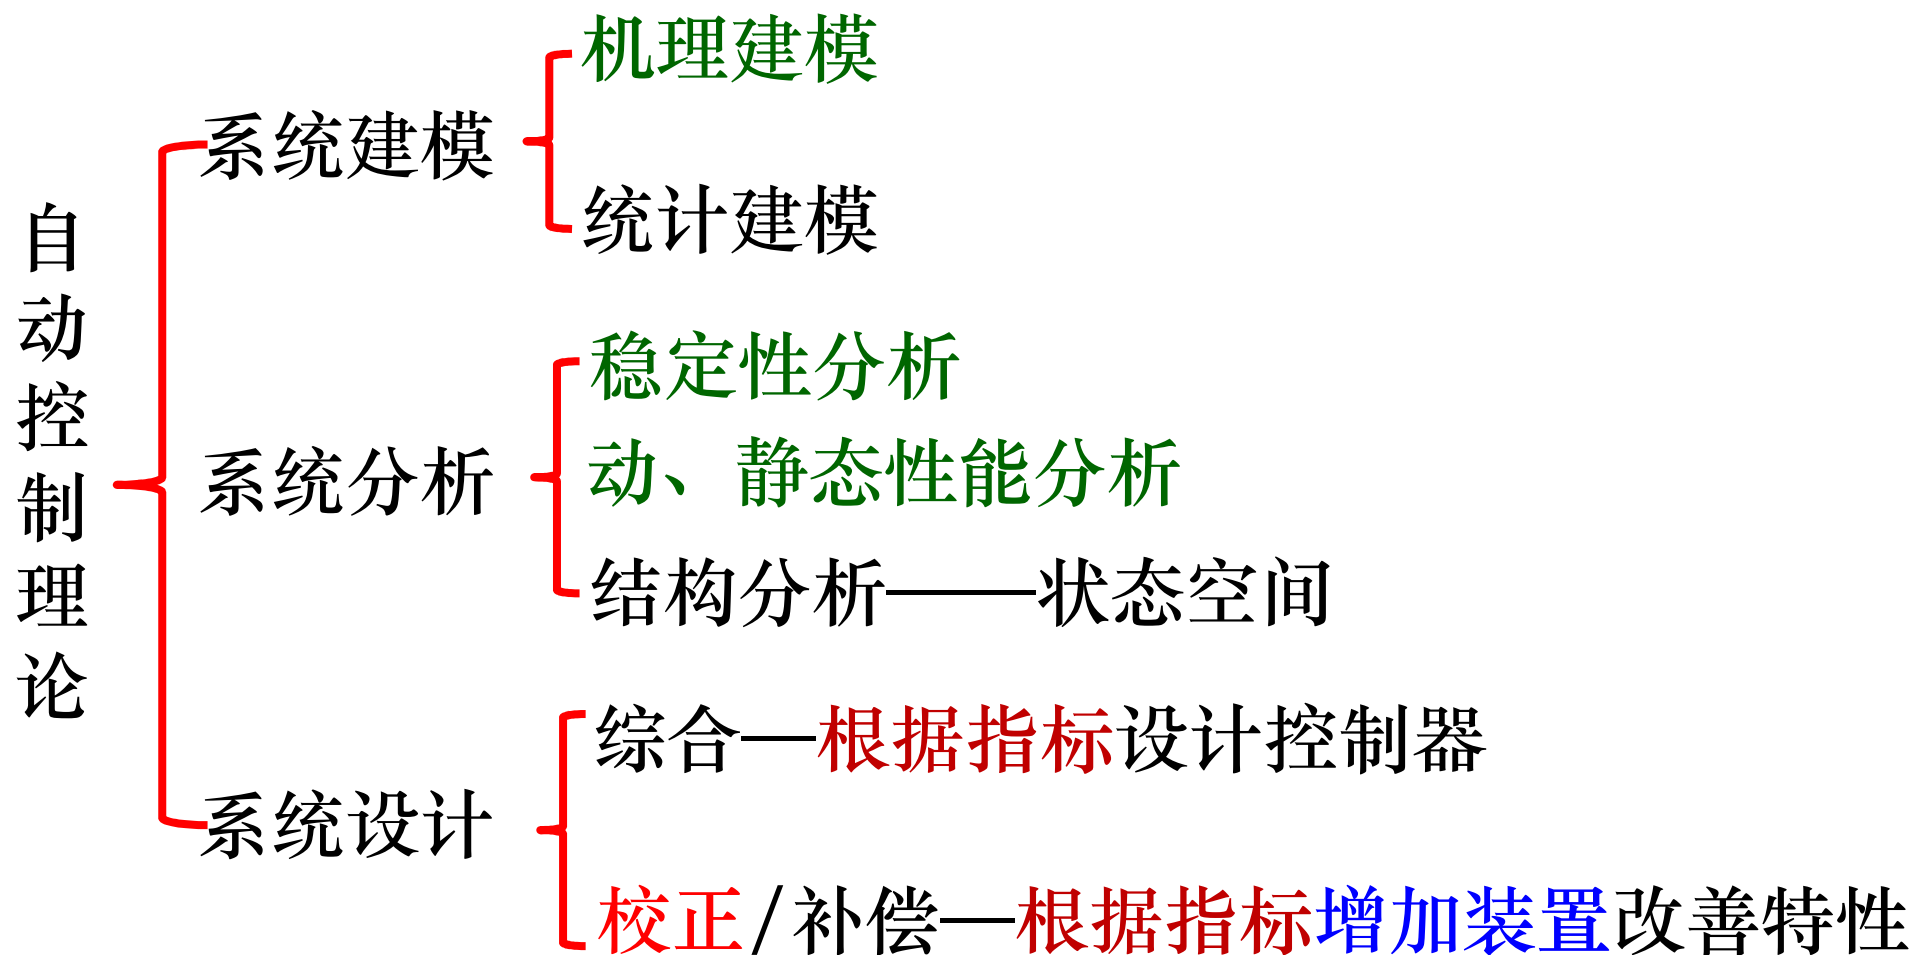 自动控制理论
系统建模
机理建模
统计建模
系统分析
稳定性分析
动、静态性能分析
结构分析——状态空间
系统设计
综合—根据指标设计控制器
校正/补偿—根据指标增加装置改善特性